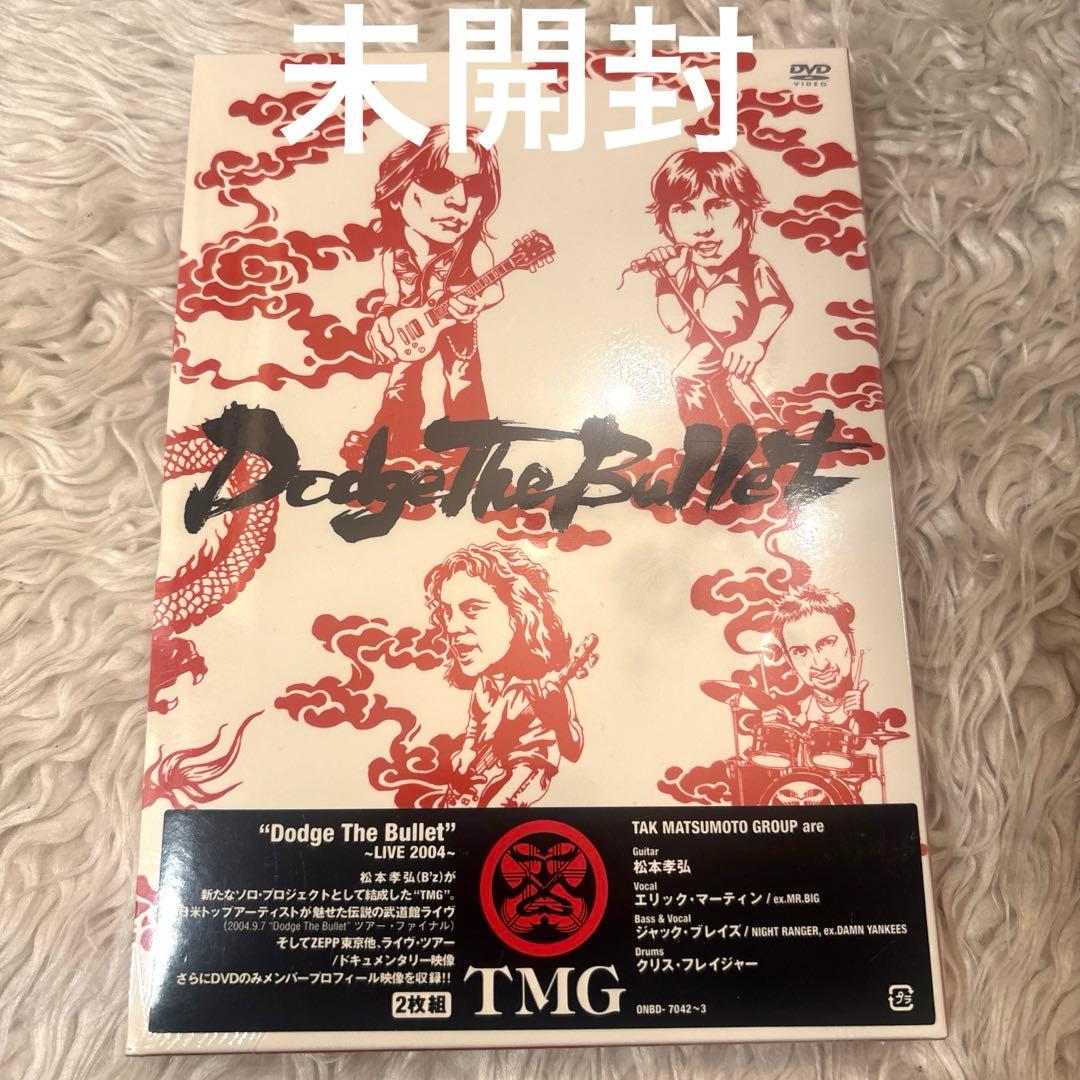 未開封
DVD
VIDEO
Dodge The Bullet
“Dodge The Bullet”
～LIVE 2004～
松本孝弘(B'z)が
新たなソロ・プロジェクトとして結成した“TMG”。
日米トップアーティストが魅せた伝説の武道館ライヴ
(2004.9.7 “Dodge The Bullet” ツアー・ファイナル)
そしてZEPP東京他、ライヴ・ツアー
/ドキュメンタリー映像
さらにDVDのみメンバープロフィール映像を収録!!
2枚組
TMG
TAK MATSUMOTO GROUP are
Guitar
松本孝弘
Vocal
エリック・マーティン / ex.MR.BIG
Bass & Vocal
ジャック・ブレイズ / NIGHT RANGER, ex.DAMN YANKEES
Drums
クリス・フレイジャー
ONBD- 7042～3
プラ